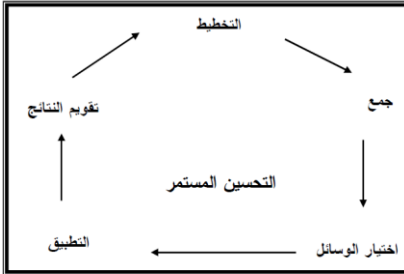 التخطيط
جمع
تقويم النتائج
التحسين المستمر
اختيار الوسائل
التطبيق